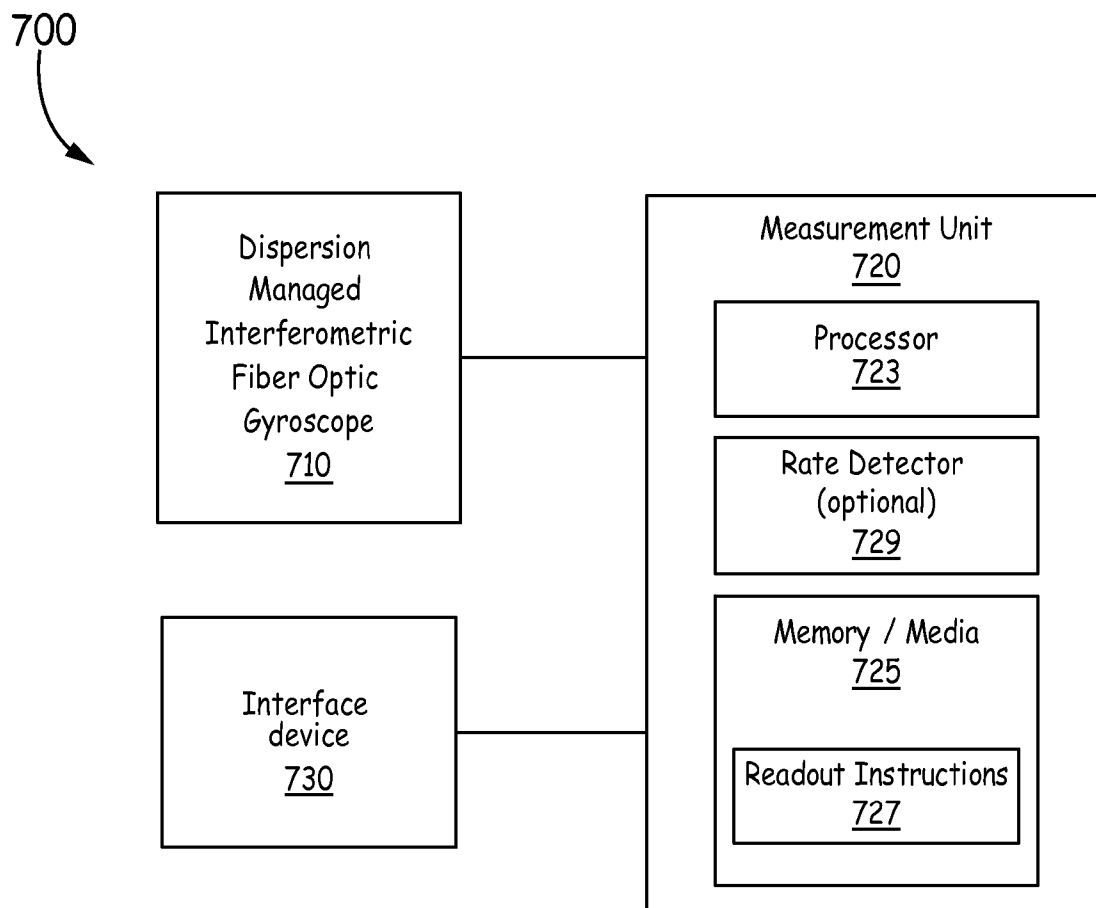 700
Dispersion
Managed
Interferometric
Fiber Optic
Gyroscope
710
Measurement Unit
720
Processor
723
Rate Detector
(optional)
729
Memory / Media
725
Readout Instructions
727
Interface
device
730